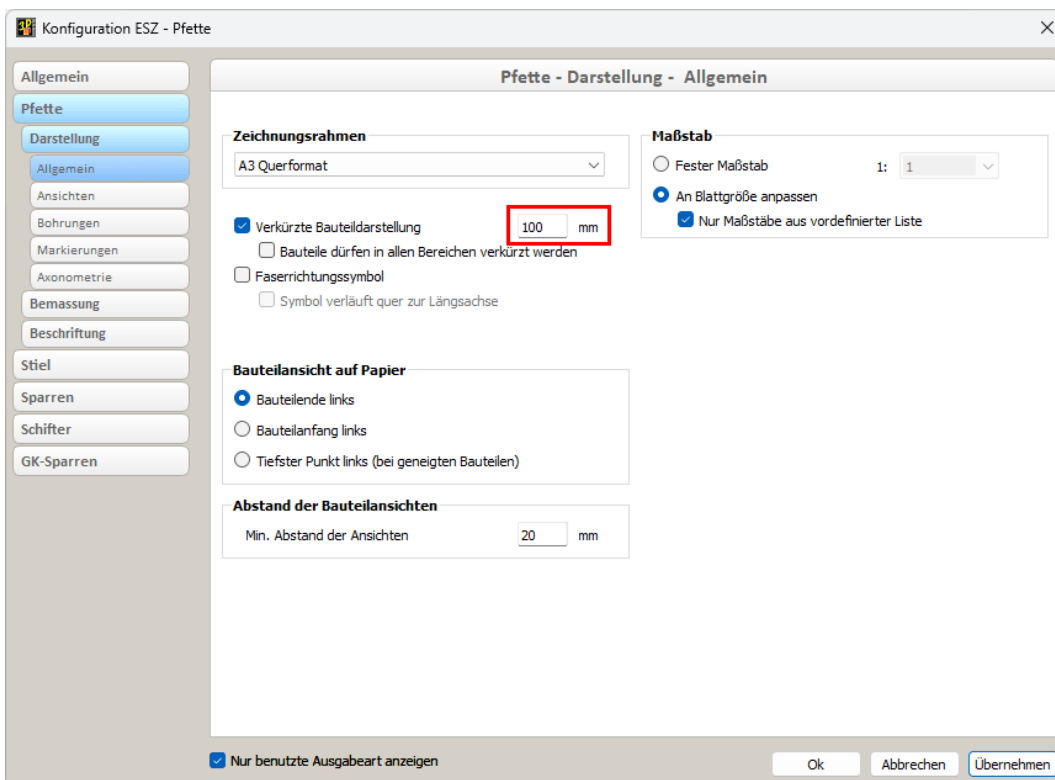 Konfiguration ESZ - Pfette
Allgemein
Pfette
Darstellung
Allgemein
Ansichten
Bohrungen
Markierungen
Axonometrie
Bemassung
Beschriftung
Stiel
Sparren
Schifter
GK-Sparren
Pfette - Darstellung - Allgemein
Zeichnungsrahmen
A3 Querformat
Verkürzte Bauteildarstellung 100 mm
Bauteile dürfen in allen Bereichen verkürzt werden
Faserrichtungssymbol
Symbol verläuft quer zur Längsachse
Bauteilansicht auf Papier
Bauteilende links
Bauteilanfang links
Tiefster Punkt links (bei geneigten Bauteilen)
Abstand der Bauteilansichten
Min. Abstand der Ansichten 20 mm
Maßstab
Fester Maßstab 1: 1
An Blattgröße anpassen
Nur Maßstäbe aus vordefinierter Liste
Nur benutzte Ausgabeart anzeigen
Ok Abbrechen Übernehmen